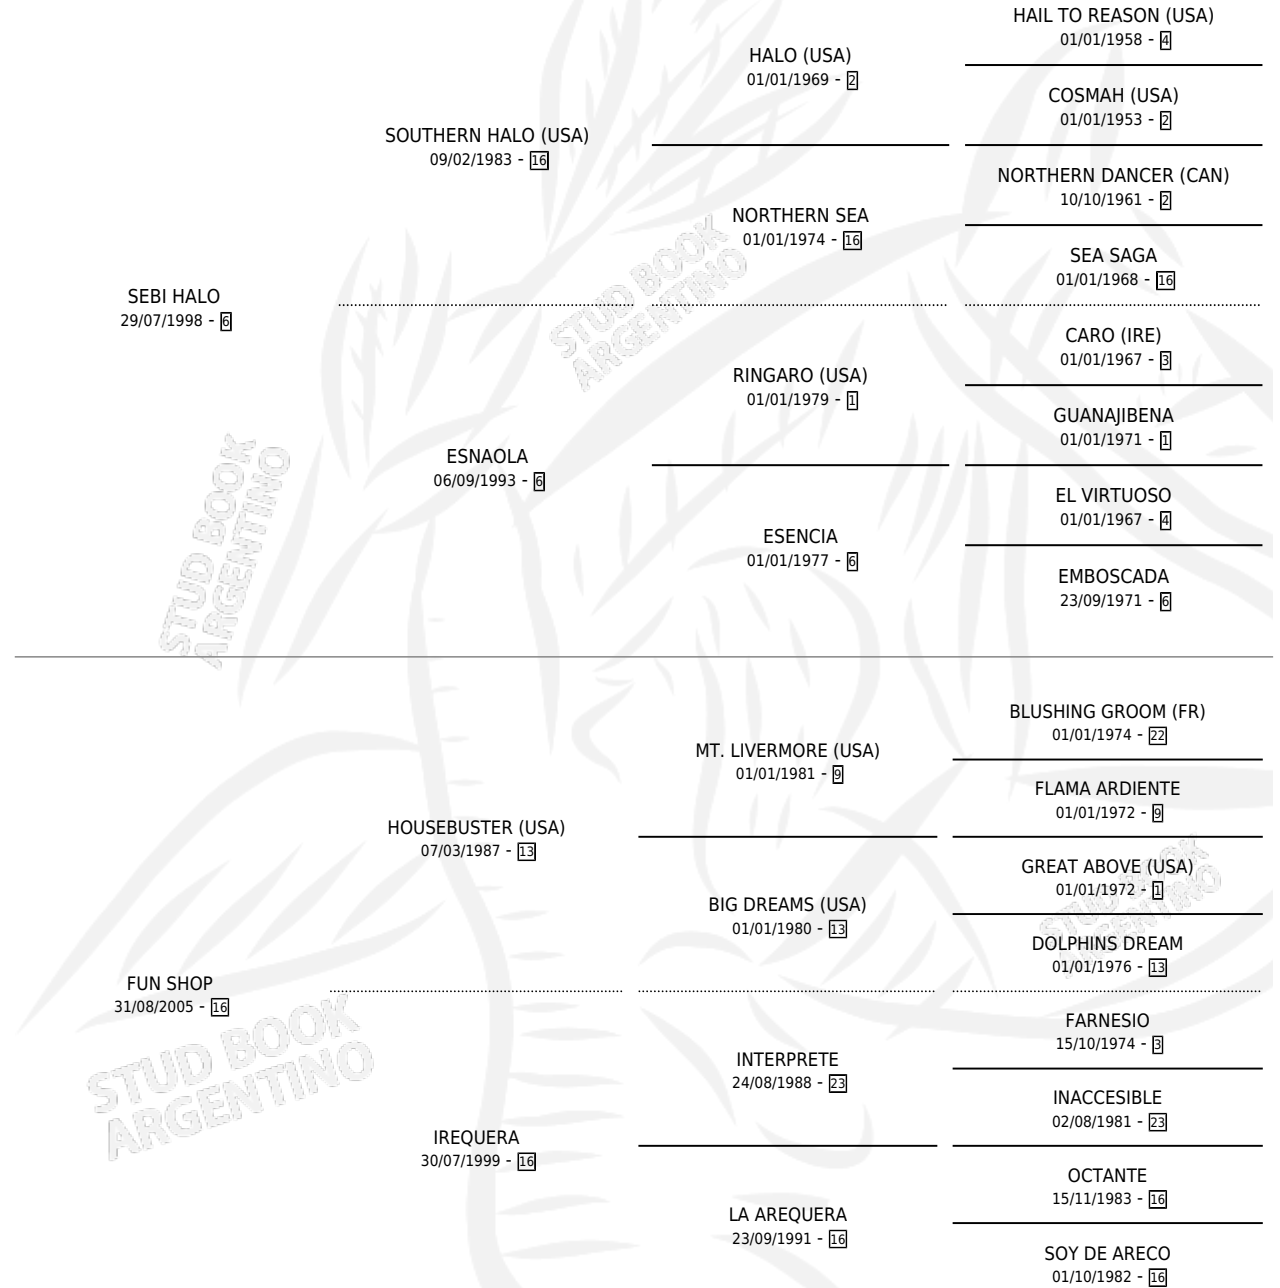 HAIL TO REASON (USA)
01/01/1958 - 4
HALO (USA)
01/01/1969 - 2
COSMAH (USA)
01/01/1953 - 2
SOUTHERN HALO (USA)
09/02/1983 - 16
NORTHERN DANCER (CAN)
10/10/1961 - 2
NORTHERN SEA
01/01/1974 - 16
SEA SAGA
01/01/1968 - 16
SEBI HALO
29/07/1998 - 6
CARO (IRE)
01/01/1967 - 3
RINGARO (USA)
01/01/1979 - 1
GUANAJIBENA
01/01/1971 - 1
ESNAOLA
06/09/1993 - 6
EL VIRTUOSO
01/01/1967 - 4
ESENCIA
01/01/1977 - 6
EMBOSCADA
23/09/1971 - 6
STUD BOOK
ARGENTINO
STUD BOOK
ARGENTINO
BLUSHING GROOM (FR)
01/01/1974 - 22
MT. LIVERMORE (USA)
01/01/1981 - 9
FLAMA ARDIENTE
01/01/1972 - 9
HOUSEBUSTER (USA)
07/03/1987 - 13
GREAT ABOVE (USA)
01/01/1972 - 1
BIG DREAMS (USA)
01/01/1980 - 13
DOLPHINS DREAM
01/01/1976 - 13
STUD BOOK
ARGENTINO
FUN SHOP
31/08/2005 - 16
FARNESIO
15/10/1974 - 3
INTERPRETE
24/08/1988 - 23
INACCESIBLE
02/08/1981 - 23
STUD BOOK
ARGENTINO
IREQUERA
30/07/1999 - 16
OCTANTE
15/11/1983 - 16
LA AREQUERA
23/09/1991 - 16
SOY DE ARECO
01/10/1982 - 16